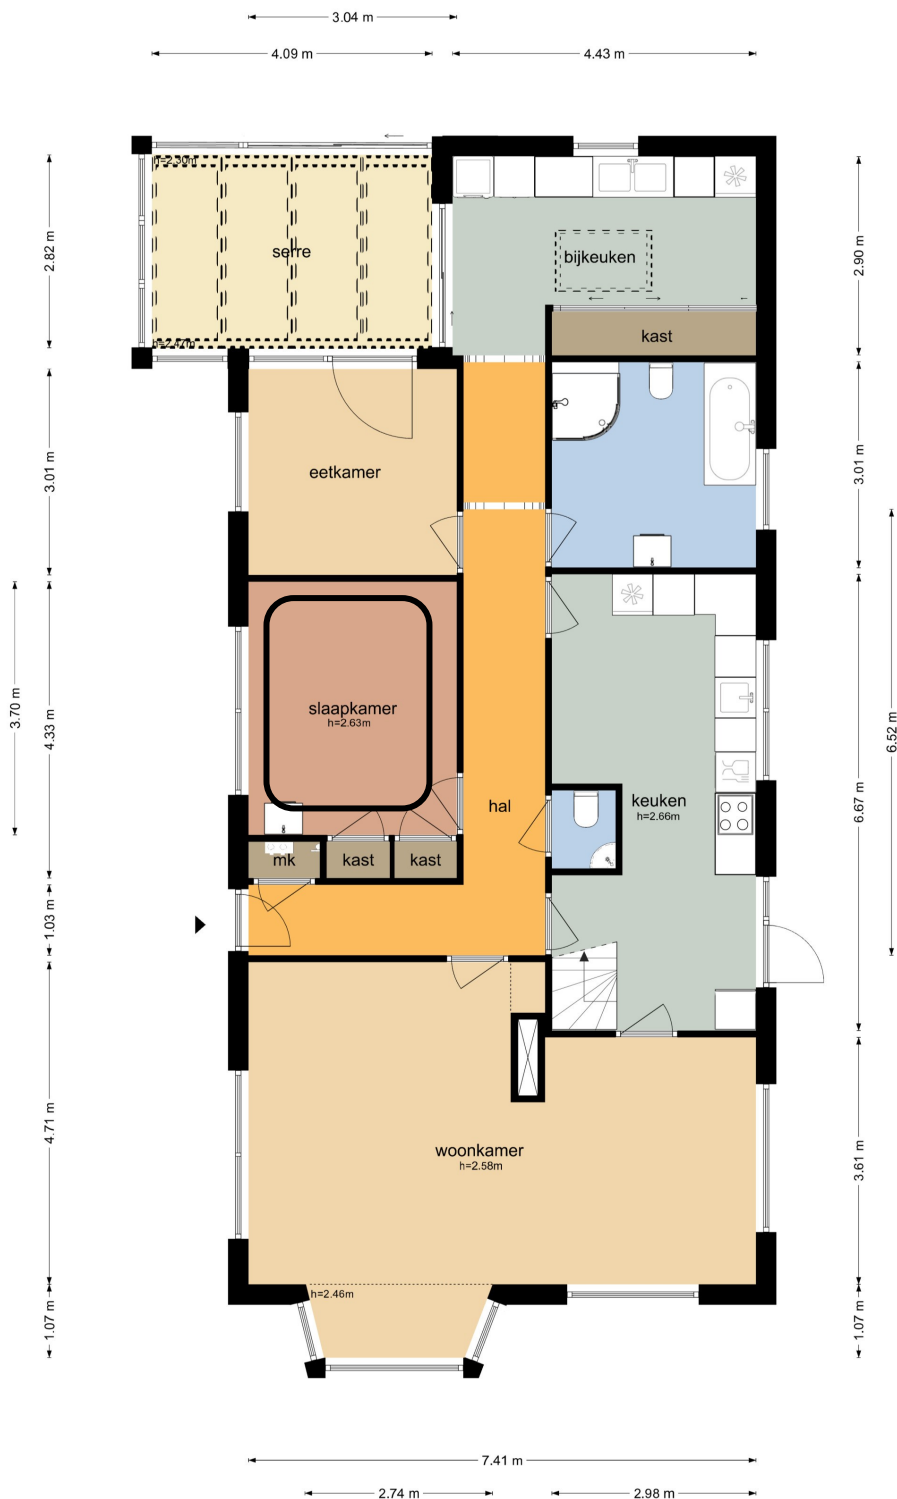 3.04 m
4.09 m
4.43 m
h=2.30m
serre
2.82 m
h=2.47m
bijkeuken
2.90 m
kast
eetkamer
3.01 m
3.01 m
slaapkamer
h=2.63m
3.70 m
4.33 m
hal
keuken
h=2.66m
6.67 m
6.52 m
mk
kast
kast
1.03 m
woonkamer
h=2.58m
4.71 m
3.61 m
h=2.46m
1.07 m
1.07 m
7.41 m
2.74 m
2.98 m